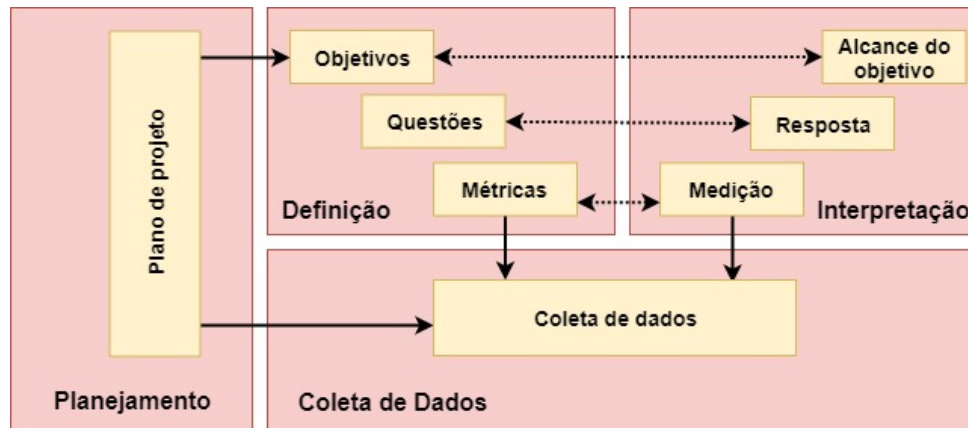 Plano de projeto
Planejamento
Objetivos
Questões
Métricas
Definição
Alcance do
objetivo
Resposta
Medição
Interpretação
Coleta de dados
Coleta de Dados